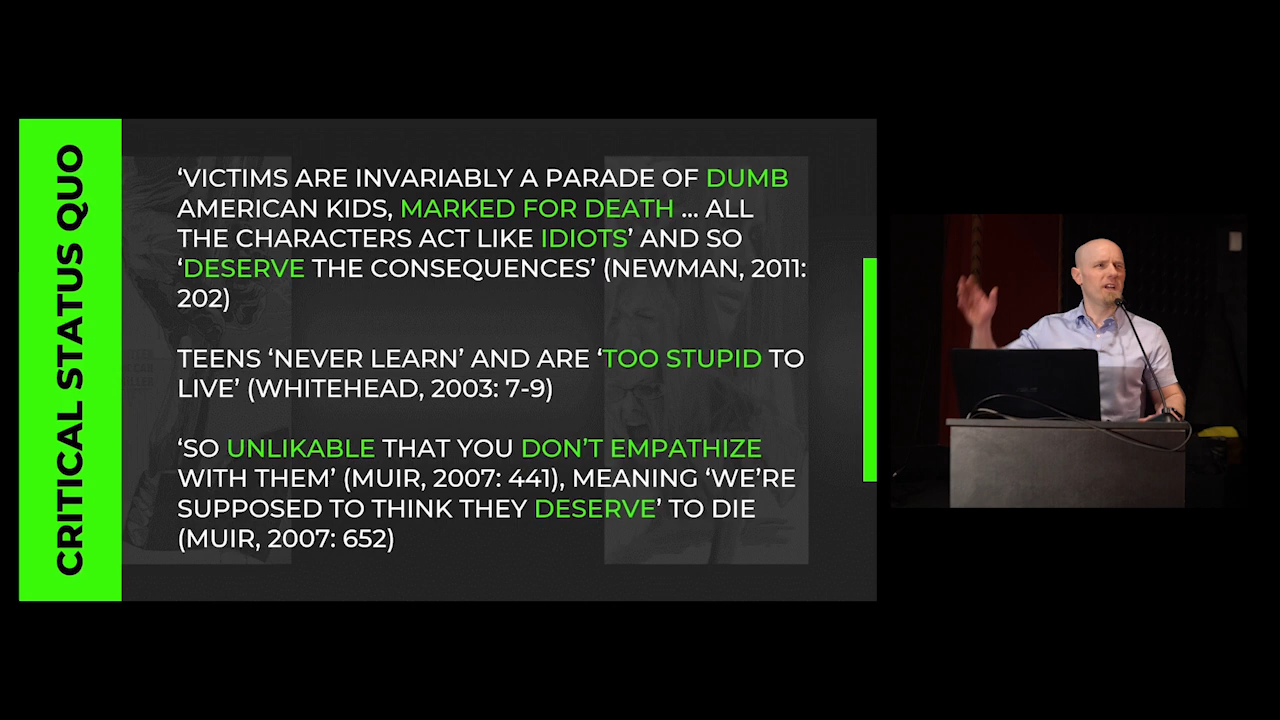 CRITICAL STATUS QUO
‘VICTIMS ARE INVARIABLY A PARADE OF DUMB
AMERICAN KIDS, MARKED FOR DEATH ... ALL
THE CHARACTERS ACT LIKE IDIOTS’ AND SO
‘DESERVE THE CONSEQUENCES’ (NEWMAN, 2011:
202)
TEENS ‘NEVER LEARN’ AND ARE ‘TOO STUPID TO
LIVE’ (WHITEHEAD, 2003: 7-9)
‘SO UNLIKABLE THAT YOU DON’T EMPATHIZE
WITH THEM’ (MUIR, 2007: 441), MEANING ‘WE’RE
SUPPOSED TO THINK THEY DESERVE’ TO DIE
(MUIR, 2007: 652)